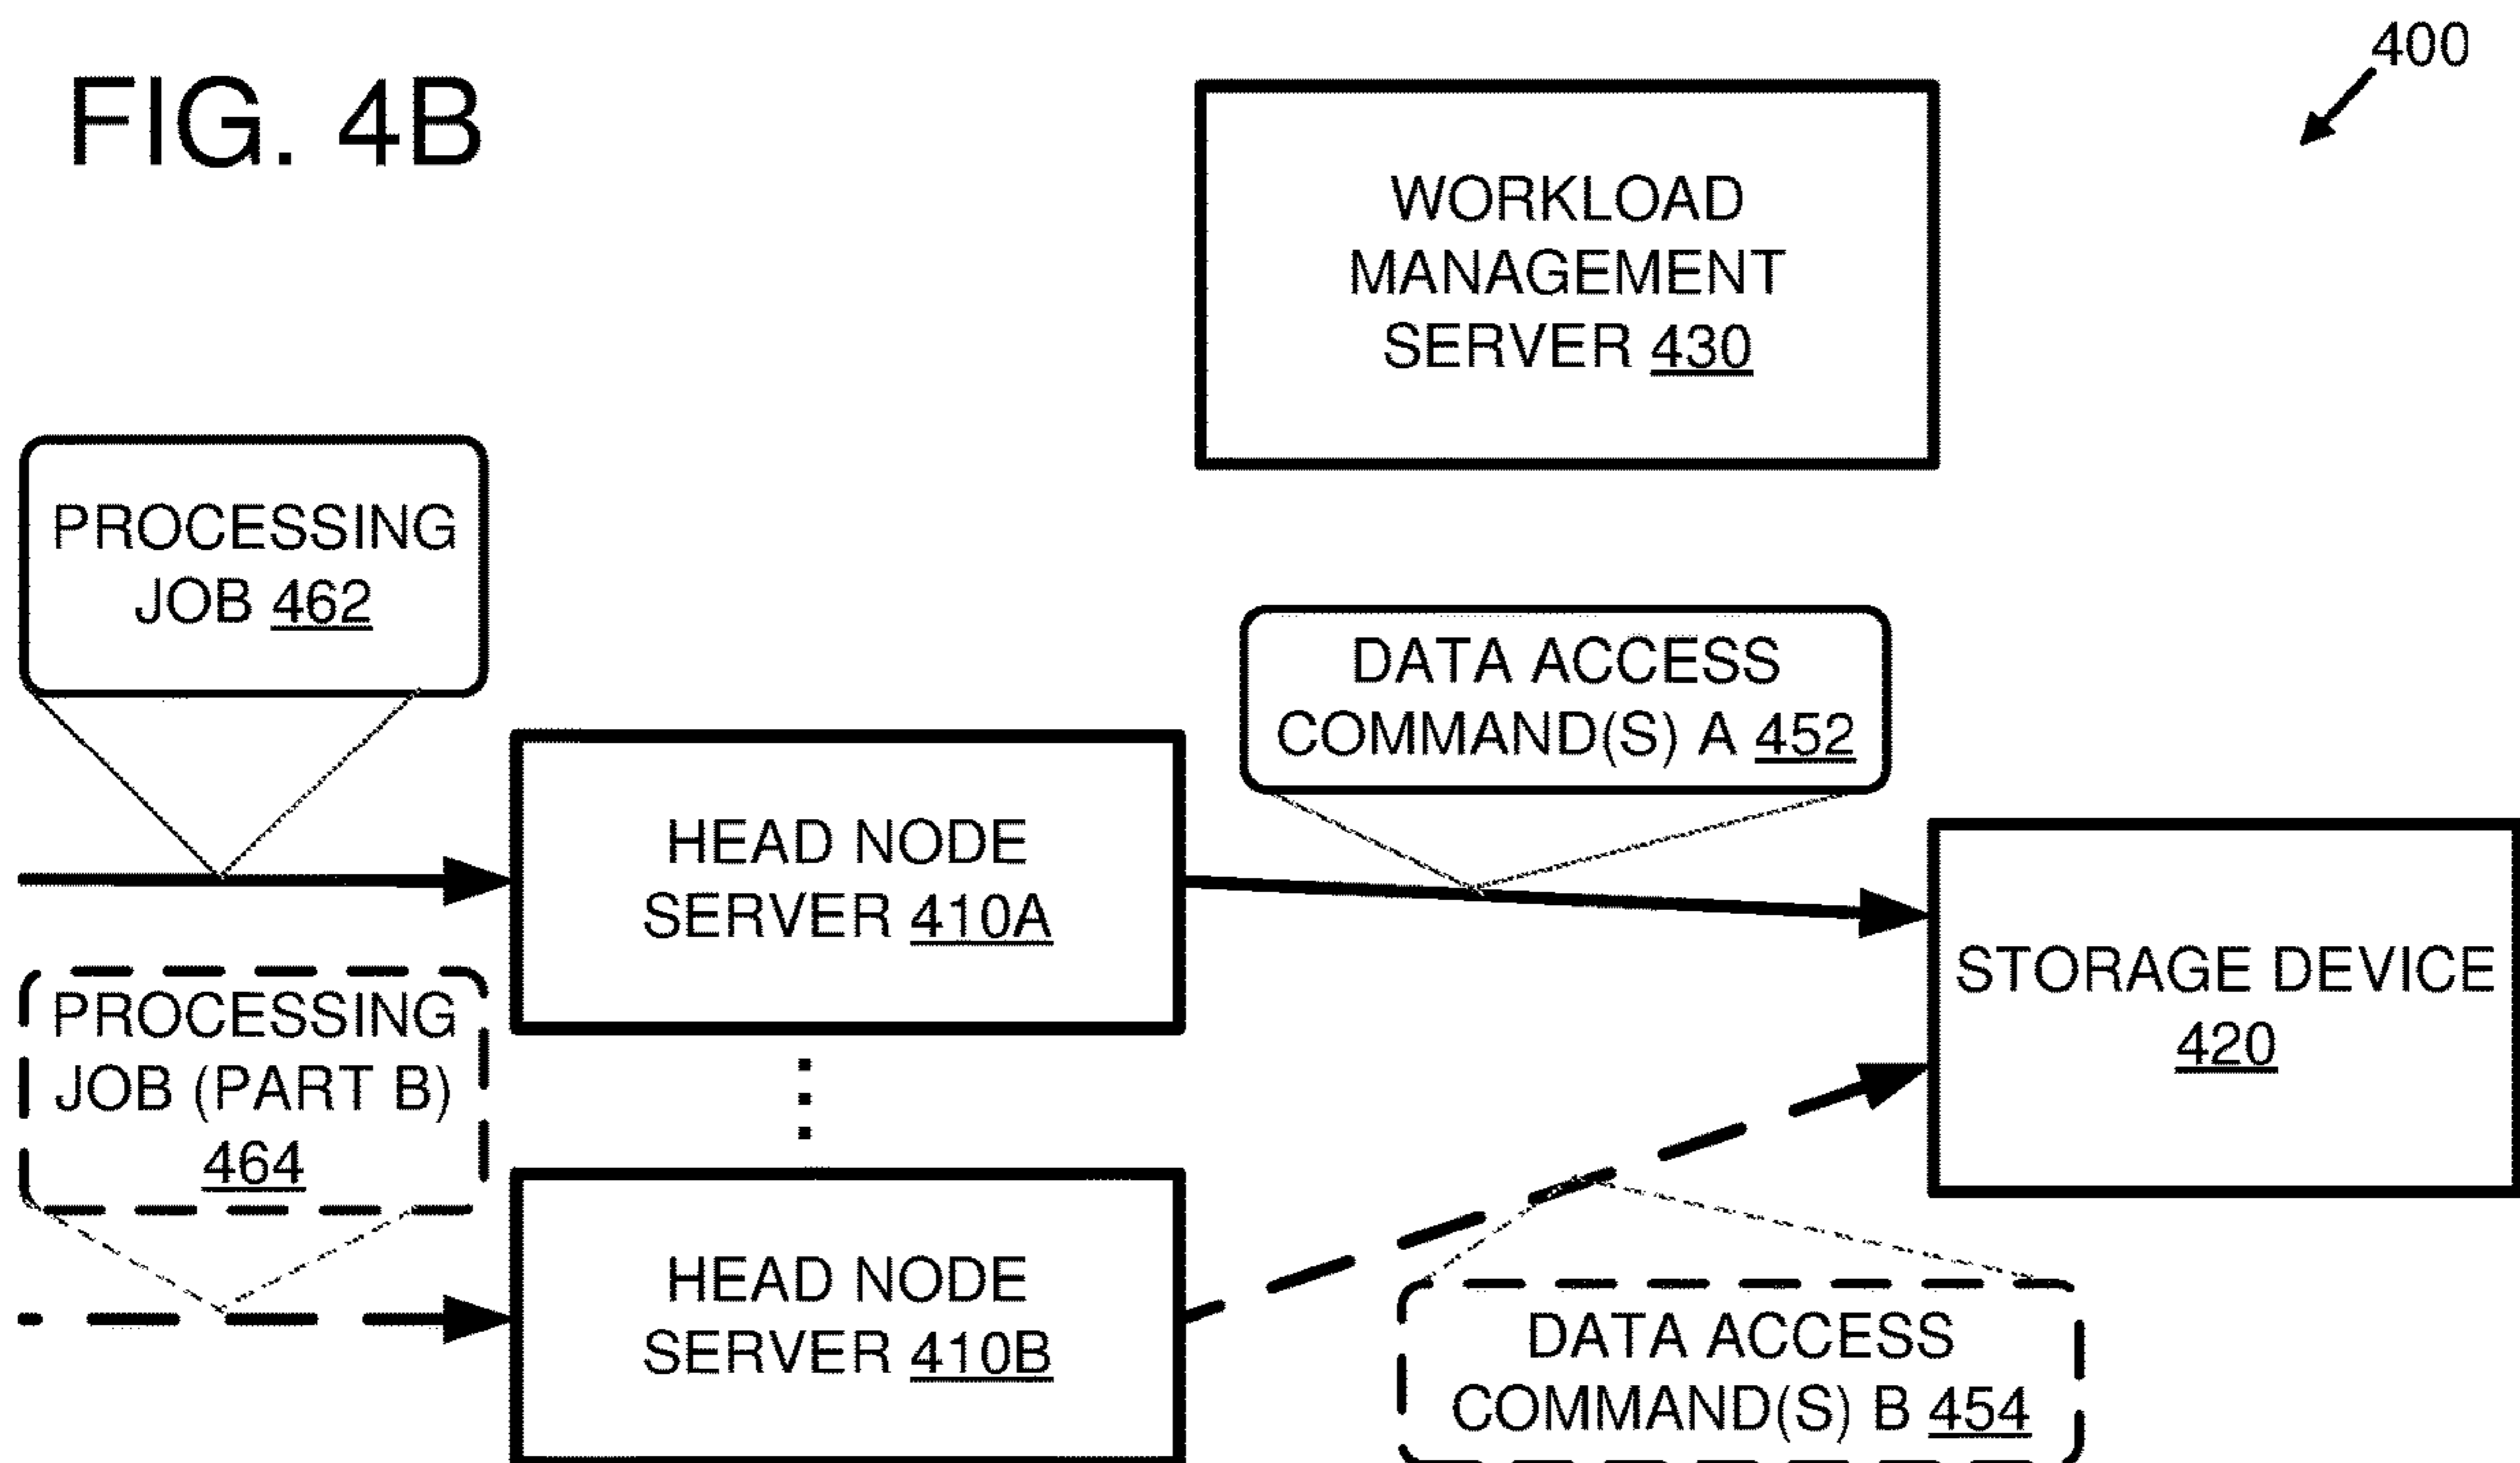 FIG. 4B
400
WORKLOAD
MANAGEMENT
SERVER 430
PROCESSING
JOB 462
DATA ACCESS
COMMAND(S) A 452
HEAD NODE
SERVER 410A
STORAGE DEVICE
420
PROCESSING
JOB (PART B)
464
HEAD NODE
SERVER 410B
DATA ACCESS
COMMAND(S) B 454